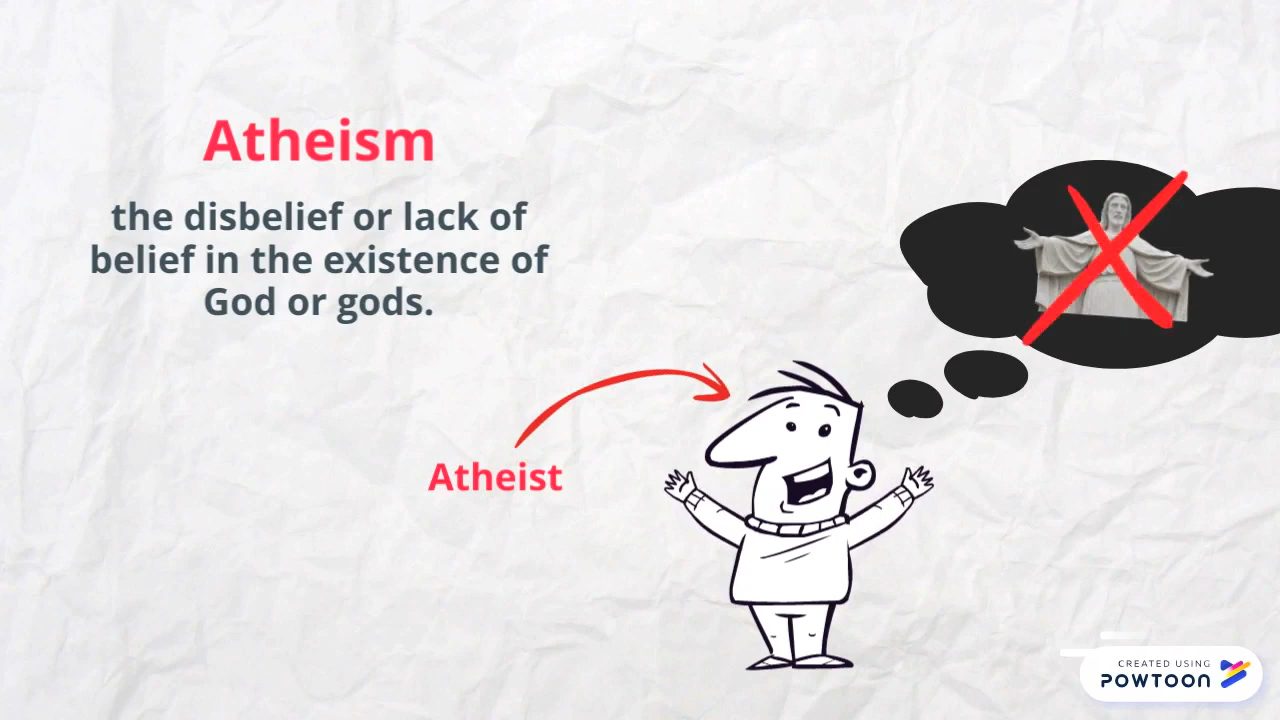 Atheism
the disbelief or lack of
belief in the existence of
God or gods.
Atheist
CREATED USING
POWTOON